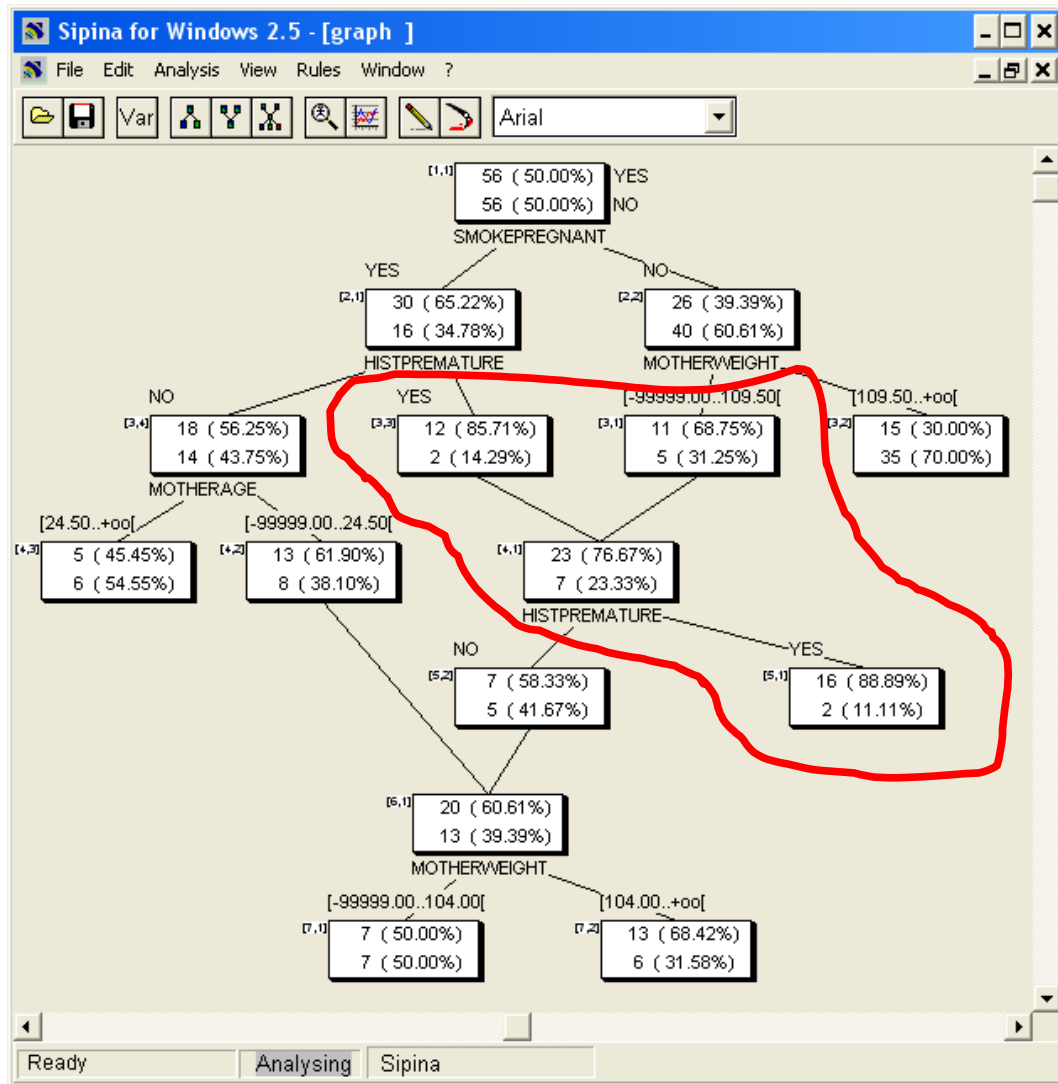 Sipina for Windows 2.5 - [graph ]
File Edit Analysis View Rules Window ?
Var Arial
[1,1] 56 ( 50.00%) YES
56 ( 50.00%) NO
SMOKEPREGNANT
YES NO
[2,1] 30 ( 65.22%) [2,2] 26 ( 39.39%)
16 ( 34.78%) 40 ( 60.61%)
HISTPREMATURE MOTHERWEIGHT
NO YES [-99999.00..109.50[ [109.50..+oo[
[3,4] 18 ( 56.25%) [3,3] 12 ( 85.71%) [3,1] 11 ( 68.75%) [3,2] 15 ( 30.00%)
14 ( 43.75%) 2 ( 14.29%) 5 ( 31.25%) 35 ( 70.00%)
MOTHERAGE
[24.50..+oo[ [-99999.00..24.50[
[4,3] 5 ( 45.45%) [4,2] 13 ( 61.90%) [4,1] 23 ( 76.67%)
6 ( 54.55%) 8 ( 38.10%) 7 ( 23.33%)
HISTPREMATURE
NO YES
[5,2] 7 ( 58.33%) [5,1] 16 ( 88.89%)
5 ( 41.67%) 2 ( 11.11%)
[6,1] 20 ( 60.61%)
13 ( 39.39%)
MOTHERWEIGHT
[-99999.00..104.00[ [104.00..+oo[
[7,1] 7 ( 50.00%) [7,2] 13 ( 68.42%)
7 ( 50.00%) 6 ( 31.58%)
Ready Analysing Sipina